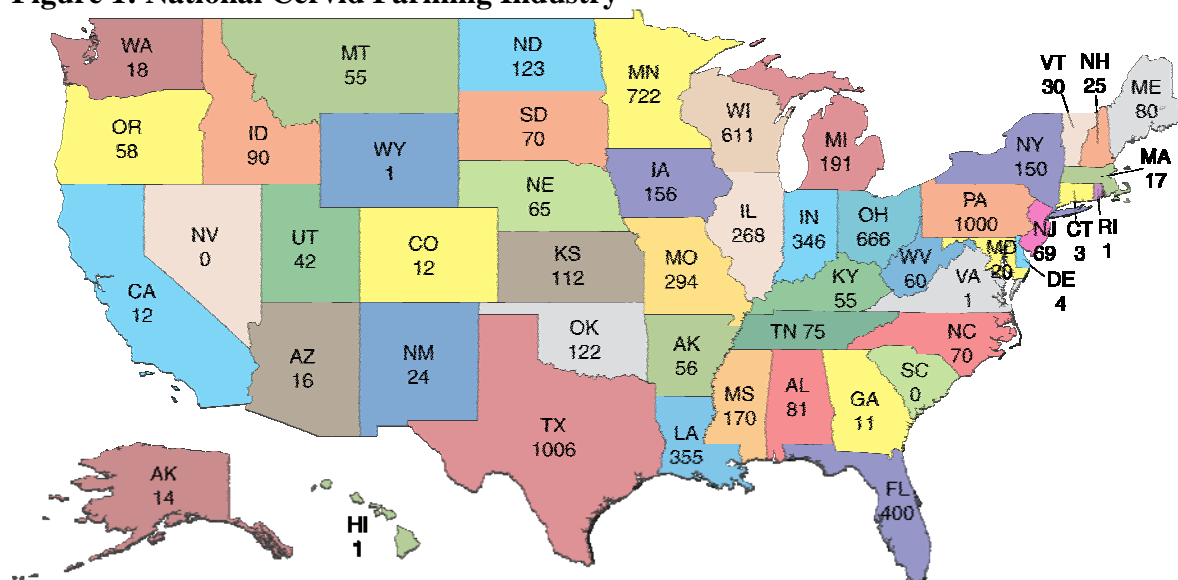 Figure 1: National Cervid Farming Industry
WA
18
MT
55
ND
123
MN
722
VT
30
NH
25
ME
80
OR
58
ID
90
SD
70
WI
611
MI
191
NY
150
MA
17
WY
1
IA
156
NE
65
PA
1000
NV
0
UT
42
CO
12
IL
268
IN
346
OH
666
NJ
69
CT
3
RI
1
KS
112
MO
294
WV
60
MD
20
DE
4
CA
12
KY
55
VA
1
AZ
16
NM
24
OK
122
AK
56
TN 75
NC
70
SC
0
MS
170
AL
81
GA
11
TX
1006
LA
355
FL
400
AK
14
HI
1